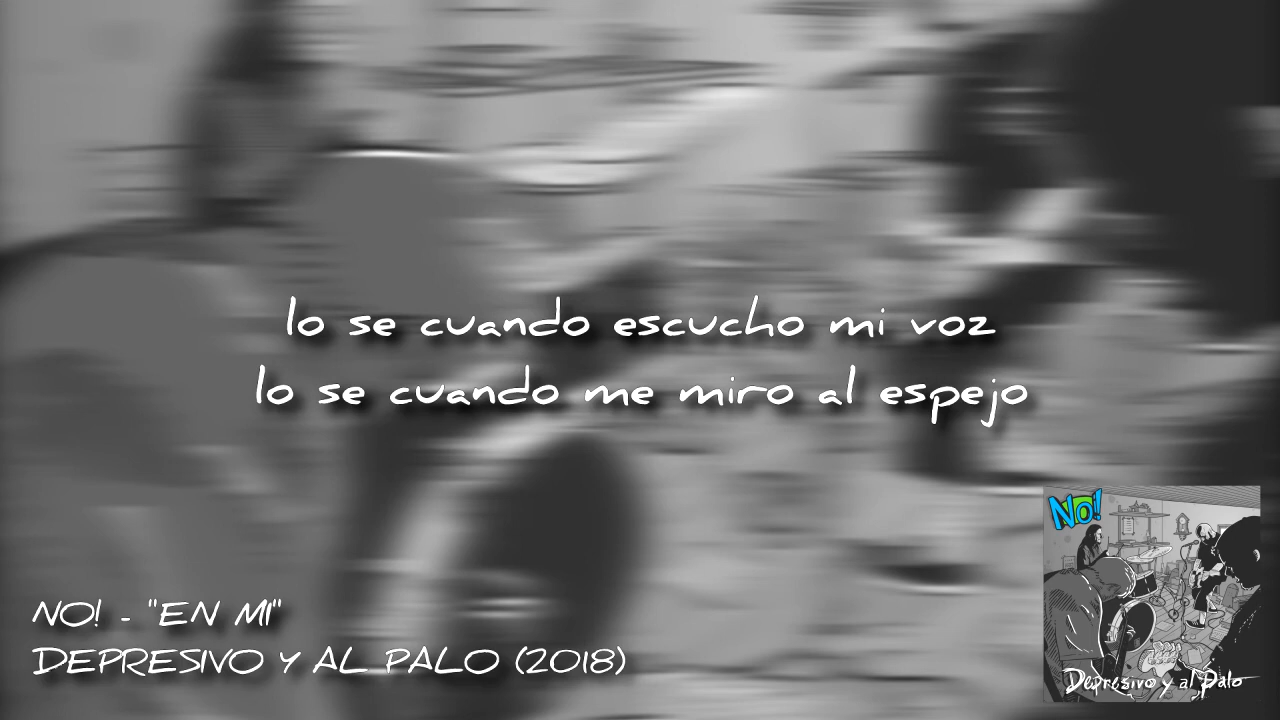 lo se cuando escucho mi voz
lo se cuando me miro al espejo
NO! - "EN MI"
DEPRESIVO Y AL PALO (2018)
No!
Depresivo y al Palo